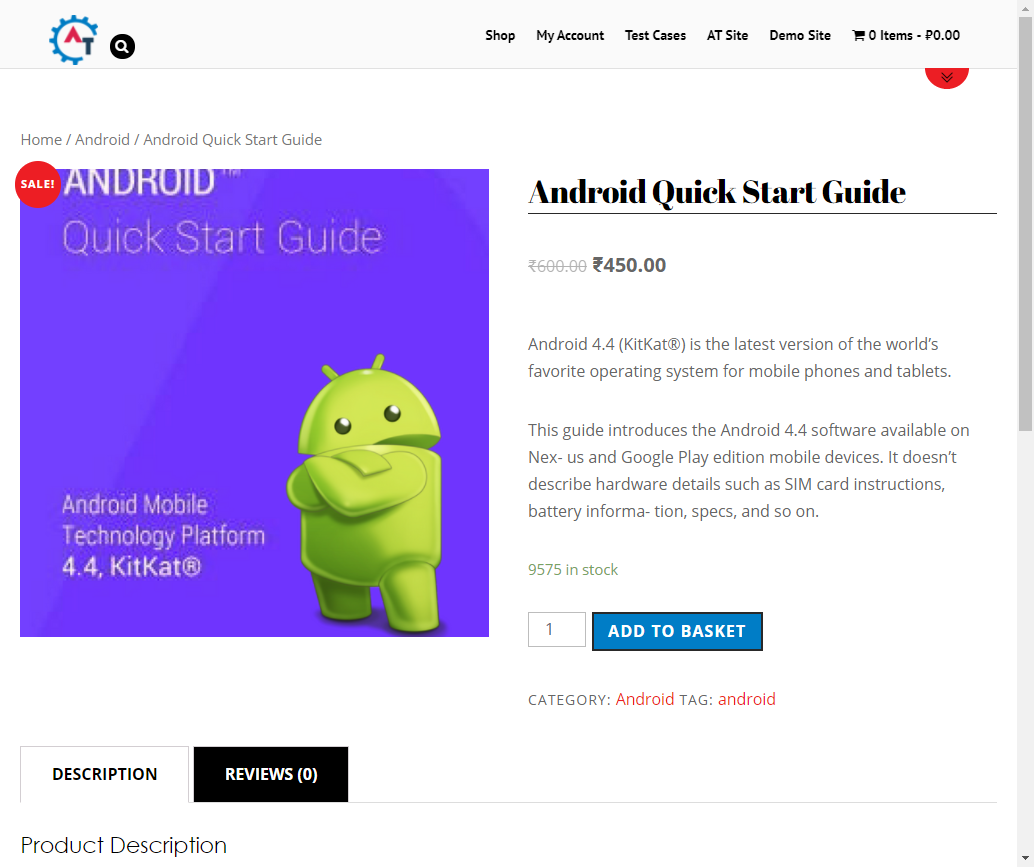 AT
Shop My Account Test Cases AT Site Demo Site 0 Items - ₽0.00
Home / Android / Android Quick Start Guide
SALE!
ANDROID™
Quick Start Guide
Android Mobile
Technology Platform
4.4, KitKat®
Android Quick Start Guide
₹600.00 ₹450.00
Android 4.4 (KitKat®) is the latest version of the world’s
favorite operating system for mobile phones and tablets.
This guide introduces the Android 4.4 software available on
Nex- us and Google Play edition mobile devices. It doesn’t
describe hardware details such as SIM card instructions,
battery informa- tion, specs, and so on.
9575 in stock
1 ADD TO BASKET
CATEGORY: Android TAG: android
DESCRIPTION REVIEWS (0)
Product Description